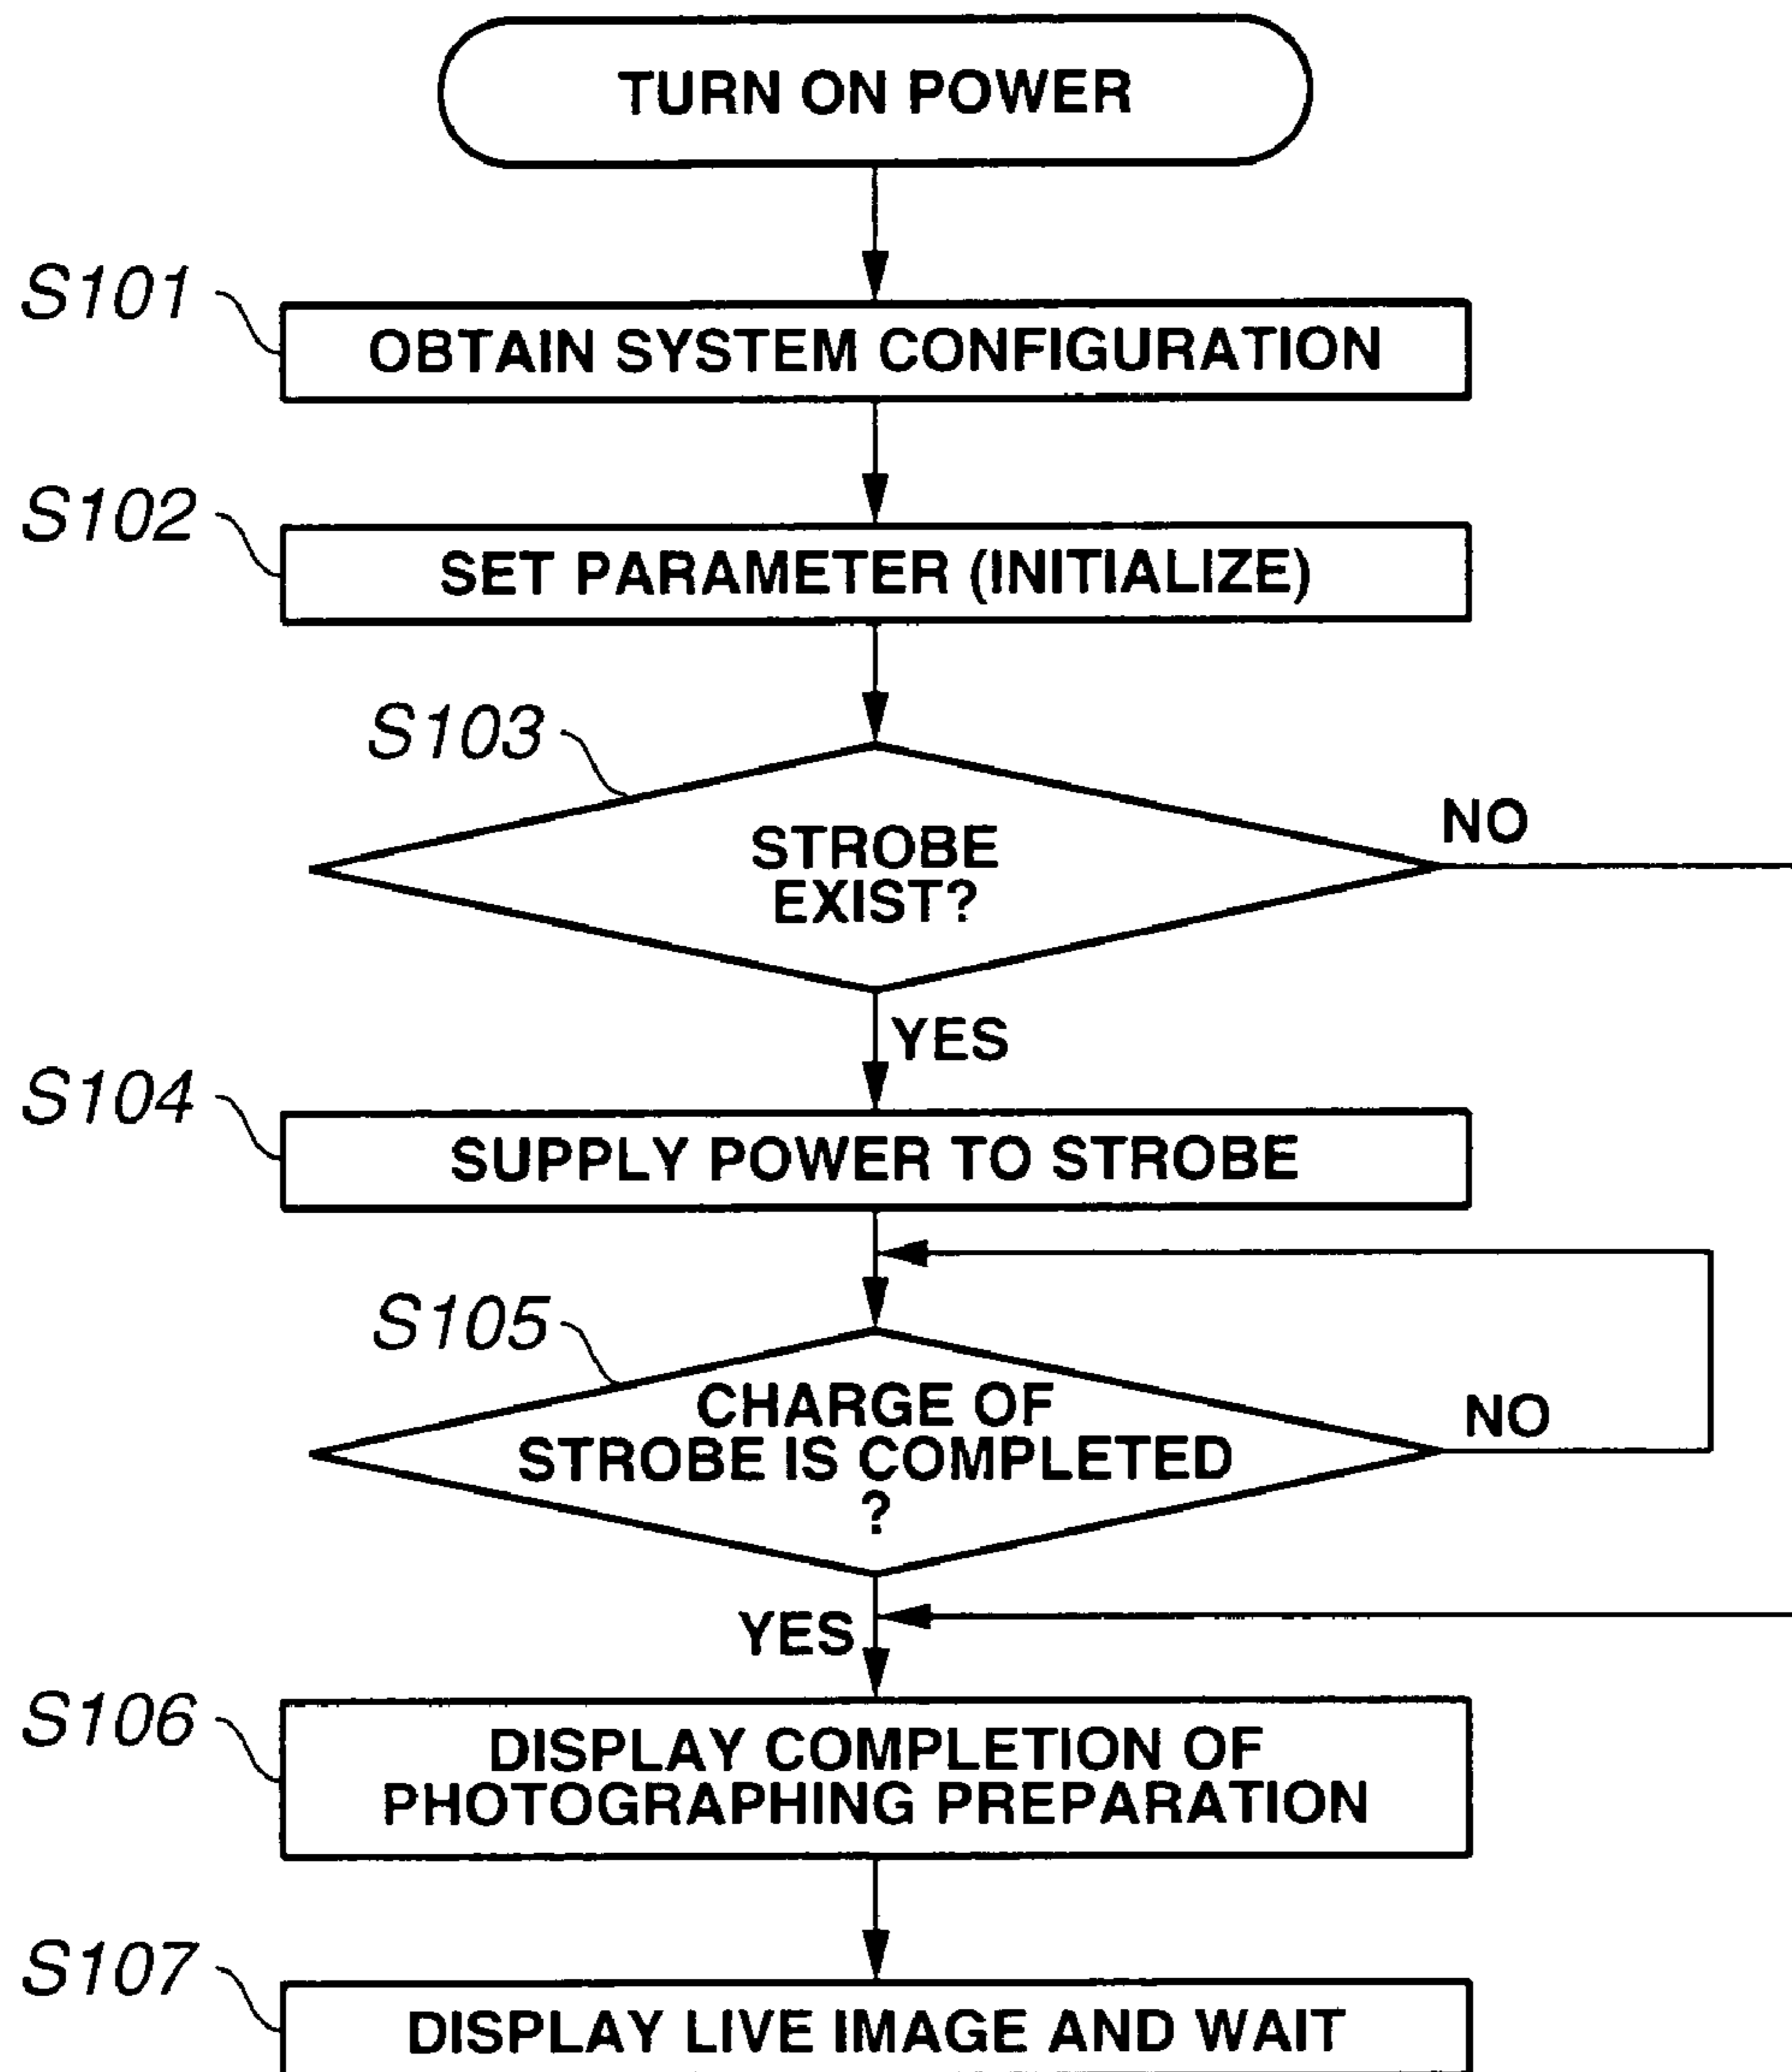 TURN ON POWER
S101
OBTAIN SYSTEM CONFIGURATION
S102
SET PARAMETER (INITIALIZE)
S103
STROBE
EXIST?
NO
YES
S104
SUPPLY POWER TO STROBE
S105
CHARGE OF
STROBE IS COMPLETED
?
NO
YES
S106
DISPLAY COMPLETION OF
PHOTOGRAPHING PREPARATION
S107
DISPLAY LIVE IMAGE AND WAIT